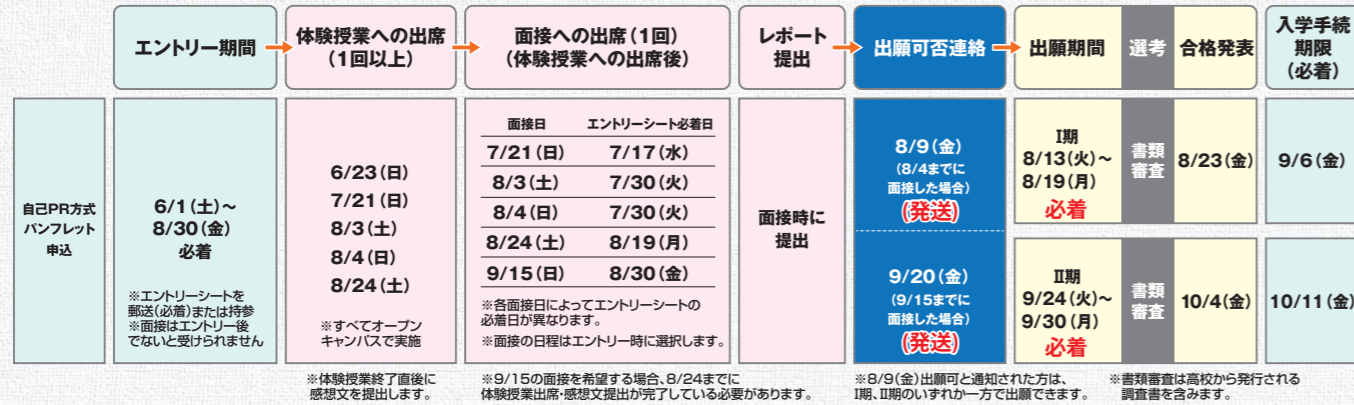 エントリー期間
体験授業への出席
（1回以上）
面接への出席（1回）
（体験授業への出席後）
レポート
提出
出願可否連絡
出願期間
選考
合格発表
入学手続
期限
（必着）
自己PR方式
パンフレット
申込
6/1（土）～
8/30（金）
必着
※エントリーシートを
郵送（必着）または持参
※面接はエントリー後
でないと受けられません
6/23（日）
7/21（日）
8/3（土）
8/4（日）
8/24（土）
※すべてオープン
キャンパスで実施
面接日 エントリーシート必着日
7/21（日） 7/17（水）
8/3（土） 7/30（火）
8/4（日） 7/30（火）
8/24（土） 8/19（月）
9/15（日） 8/30（金）
※各面接日によってエントリーシートの
必着日が異なります。
※面接の日程はエントリー時に選択します。
面接時に
提出
8/9（金）
（8/4までに
面接した場合）
（発送）
9/20（金）
（9/15までに
面接した場合）
（発送）
I期
8/13（火）～
8/19（月）
必着
書類
審査
8/23（金）
9/6（金）
II期
9/24（火）～
9/30（月）
必着
書類
審査
10/4（金）
10/11（金）
※体験授業終了直後に
感想文を提出します。
※9/15の面接を希望する場合、8/24までに
体験授業出席・感想文提出が完了している必要があります。
※8/9（金）出願可と通知された方は、
I期、II期のいずれか一方で出願できます。
※書類審査は高校から発行される
調査書を含みます。